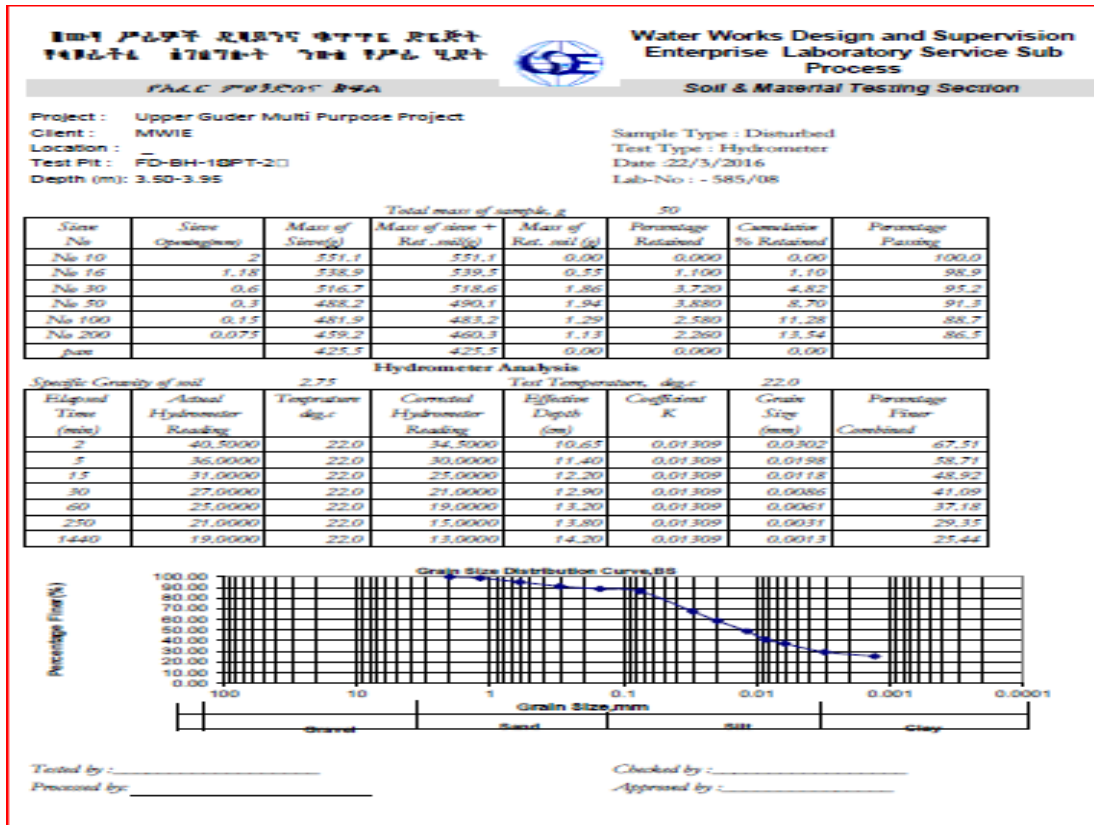 Water Works Design and Supervision
Enterprise Laboratory Service Sub
Process
Soil & Material Testing Section
Project : Upper Guder Multi Purpose Project
Client : MWIE
Location : _
Test Pit : FD-BH-18PT-2
Depth (m): 3.50-3.95
Sample Type : Disturbed
Test Type : Hydrometer
Date :22/3/2016
Lab-No : - 585/08
Total mass of sample, g 50
Sieve No Sieve Opening(mm) Mass of Sieve(g) Mass of sieve + Ret .soil(g) Mass of Ret. soil (g) Percentage Retained Cumulative % Retained Percentage Passing
No 10 2 551.1 551.1 0.00 0.000 0.00 100.0
No 16 1.18 538.9 539.5 0.55 1.100 1.10 98.9
No 30 0.6 516.7 518.6 1.86 3.720 4.82 95.2
No 50 0.3 488.2 490.1 1.94 3.880 8.70 91.3
No 100 0.15 481.9 483.2 1.29 2.580 11.28 88.7
No 200 0.075 459.2 460.3 1.13 2.260 13.54 86.5
pan 425.5 425.5 0.00 0.000 0.00
Hydrometer Analysis
Specific Gravity of soil 2.75 Test Temperature, deg.c 22.0
Elapsed Time (min) Actual Hydrometer Reading Temprature deg.c Corrected Hydrometer Reading Effective Depth (cm) Coefficient K Grain Size (mm) Percentage Finer Combined
2 40.5000 22.0 34.5000 10.65 0.01309 0.0302 67.51
5 36.0000 22.0 30.0000 11.40 0.01309 0.0198 58.71
15 31.0000 22.0 25.0000 12.20 0.01309 0.0118 48.92
30 27.0000 22.0 21.0000 12.90 0.01309 0.0086 41.09
60 25.0000 22.0 19.0000 13.20 0.01309 0.0061 37.18
250 21.0000 22.0 15.0000 13.80 0.01309 0.0031 29.35
1440 19.0000 22.0 13.0000 14.20 0.01309 0.0013 25.44
Grain Size Distribution Curve,BS
Percentage Finer(%)
100.00
90.00
80.00
70.00
60.00
50.00
40.00
30.00
20.00
10.00
0.00
100 10 1 0.1 0.01 0.001 0.0001
Grain Size,mm
Gravel Sand Silt Clay
Tested by :
Checked by :
Processed by:
Approved by :